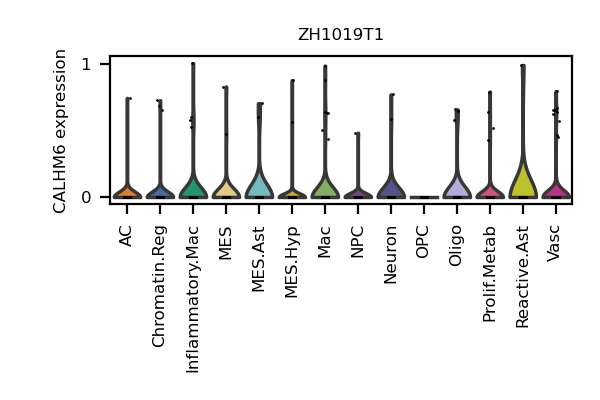 ZH1019T1
CALHM6 expression
1
0
AC
Chromatin.Reg
Inflammatory.Mac
MES
MES.Ast
MES.Hyp
Mac
NPC
Neuron
OPC
Oligo
Prolif.Metab
Reactive.Ast
Vasc